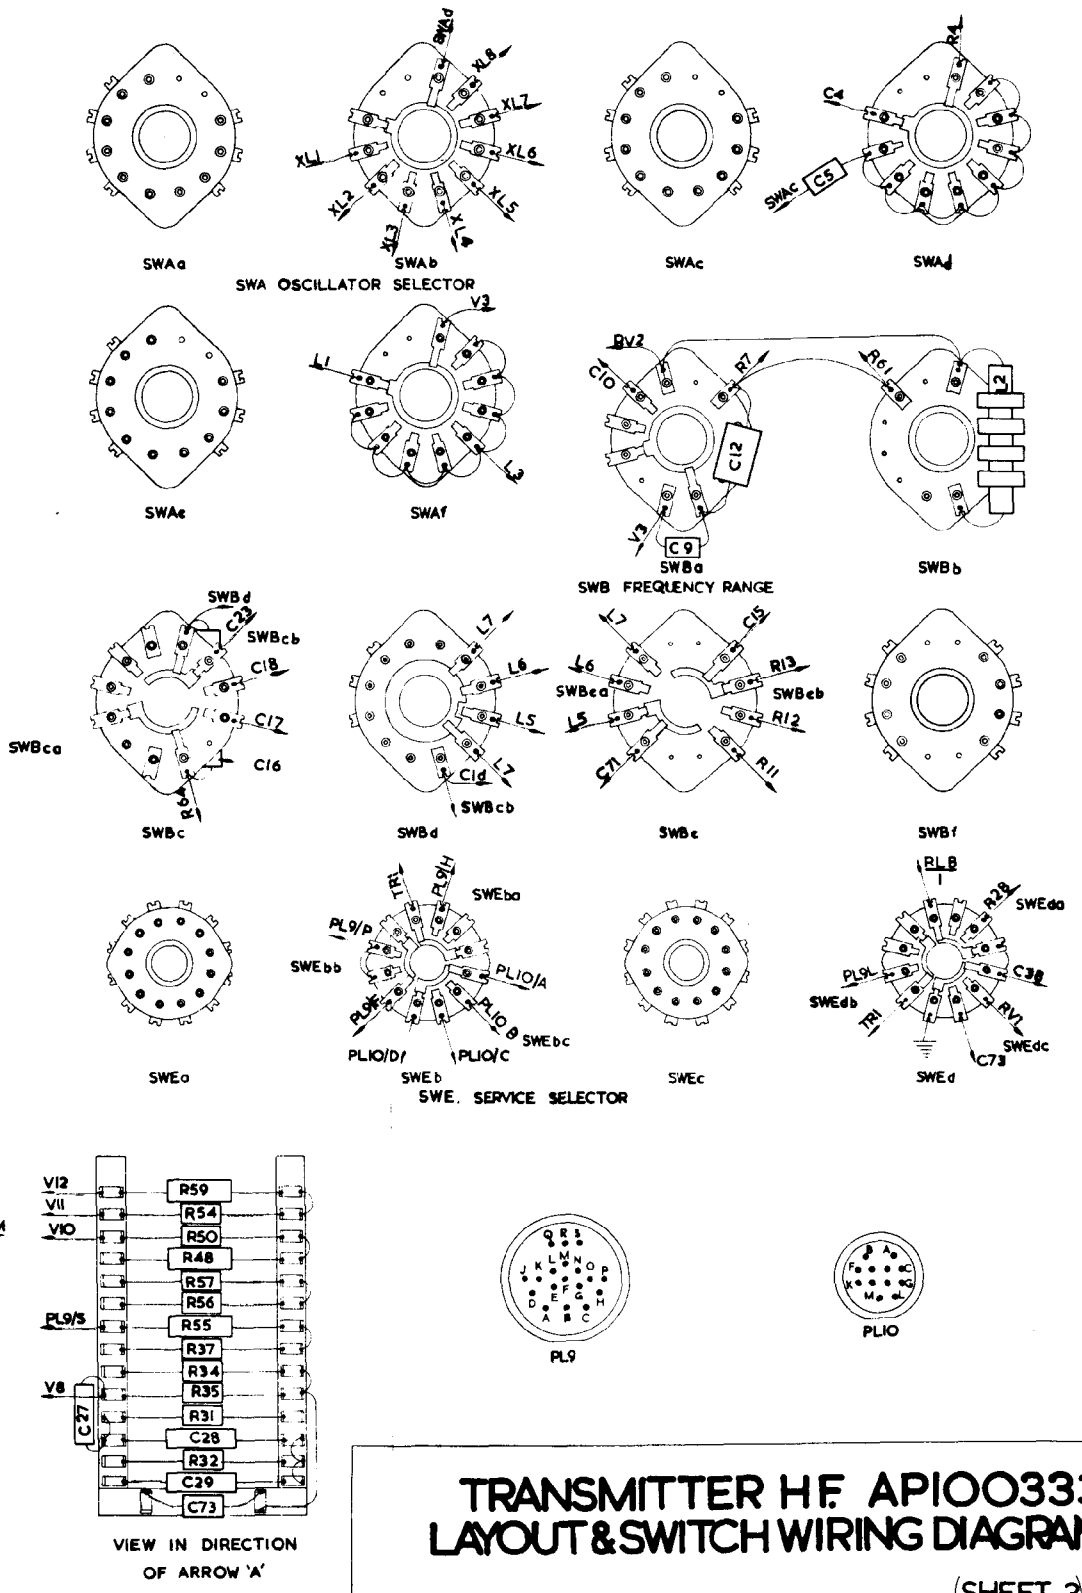 SWAd
XL8
XL7
XL6
XL5
XL4
XL3
XL2
XL1
R4
C4
C5
SWAc
SWAa
SWAb
SWAc
SWAd
SWA OSCILLATOR SELECTOR
V3
L1
L3
SWAe
SWAf
RV2
C10
R7
C12
V3
C9
R61
L2
SWBa
SWBb
SWB FREQUENCY RANGE
SWBd
C23
SWBcb
C18
C17
C16
SWBca
SWBc
L7
L6
L5
L7
C1d
SWBcb
SWBd
L7
L6
SWBea
L5
C71
C15
R13
SWBeb
R12
R11
SWBe
SWBf
TR1
PL9/H
SWEba
PL9/P
SWEbb
PL9F
PL10/A
PL10 B
SWEbc
PL10/D
PL10/C
RLB
1
R28
SWEda
PL9L
SWEdb
TR1
C38
RV1
SWEdc
C73
SWEa
SWEb
SWEc
SWEd
SWE. SERVICE SELECTOR
V12
R59
V11
R54
V10
R50
R48
R57
R56
PL9/S
R55
R37
R34
V8
R35
C27
R31
C28
R32
C29
C73
VIEW IN DIRECTION
OF ARROW 'A'
Q R S
M
L N
J K O P
E F G
D H
A B C
PL9
B A
F C
K G
M L
PL10
TRANSMITTER H.F. AP10033
LAYOUT & SWITCH WIRING DIAGRA
(SHEET